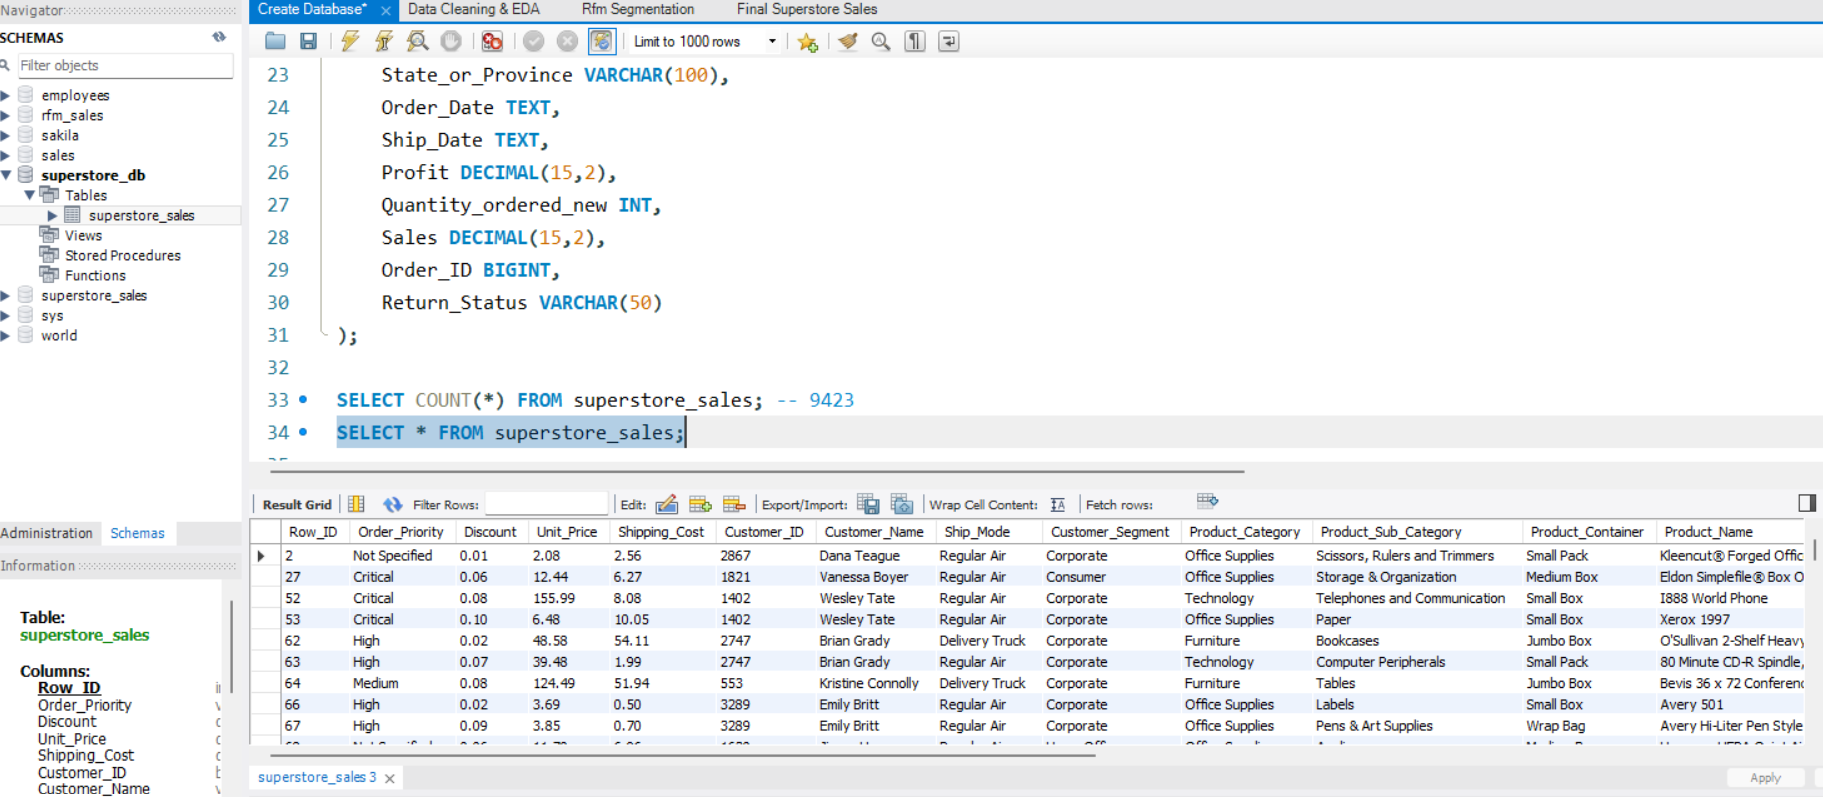 Navigator
Create Database* × Data Cleaning & EDA Rfm Segmentation Final Superstore Sales
SCHEMAS
Limit to 1000 rows
Filter objects
employees
rfm_sales
sakila
sales
superstore_db
Tables
superstore_sales
Views
Stored Procedures
Functions
superstore_sales
sys
world
23 State_or_Province VARCHAR(100),
24 Order_Date TEXT,
25 Ship_Date TEXT,
26 Profit DECIMAL(15,2),
27 Quantity_ordered_new INT,
28 Sales DECIMAL(15,2),
29 Order_ID BIGINT,
30 Return_Status VARCHAR(50)
31 );
32
33 SELECT COUNT(*) FROM superstore_sales; -- 9423
34 SELECT * FROM superstore_sales;
Result Grid Filter Rows: Edit: Export/Import: Wrap Cell Content: Fetch rows:
Row_ID Order_Priority Discount Unit_Price Shipping_Cost Customer_ID Customer_Name Ship_Mode Customer_Segment Product_Category Product_Sub_Category Product_Container Product_Name
2 Not Specified 0.01 2.08 2.56 2867 Dana Teague Regular Air Corporate Office Supplies Scissors, Rulers and Trimmers Small Pack Kleencut® Forged Offic
27 Critical 0.06 12.44 6.27 1821 Vanessa Boyer Regular Air Consumer Office Supplies Storage & Organization Medium Box Eldon Simplefile® Box O
52 Critical 0.08 155.99 8.08 1402 Wesley Tate Regular Air Corporate Technology Telephones and Communication Small Box I888 World Phone
53 Critical 0.10 6.48 10.05 1402 Wesley Tate Regular Air Corporate Office Supplies Paper Small Box Xerox 1997
62 High 0.02 48.58 54.11 2747 Brian Grady Delivery Truck Corporate Furniture Bookcases Jumbo Box O'Sullivan 2-Shelf Heavy
63 High 0.07 39.48 1.99 2747 Brian Grady Regular Air Corporate Technology Computer Peripherals Small Pack 80 Minute CD-R Spindle,
64 Medium 0.08 124.49 51.94 553 Kristine Connolly Delivery Truck Corporate Furniture Tables Jumbo Box Bevis 36 x 72 Conferenc
66 High 0.02 3.69 0.50 3289 Emily Britt Regular Air Corporate Office Supplies Labels Small Box Avery 501
67 High 0.09 3.85 0.70 3289 Emily Britt Regular Air Corporate Office Supplies Pens & Art Supplies Wrap Bag Avery Hi-Liter Pen Style
Administration Schemas
Information
Table:
superstore_sales
Columns:
Row_ID
Order_Priority
Discount
Unit_Price
Shipping_Cost
Customer_ID
Customer_Name
superstore_sales 3 ×
Apply